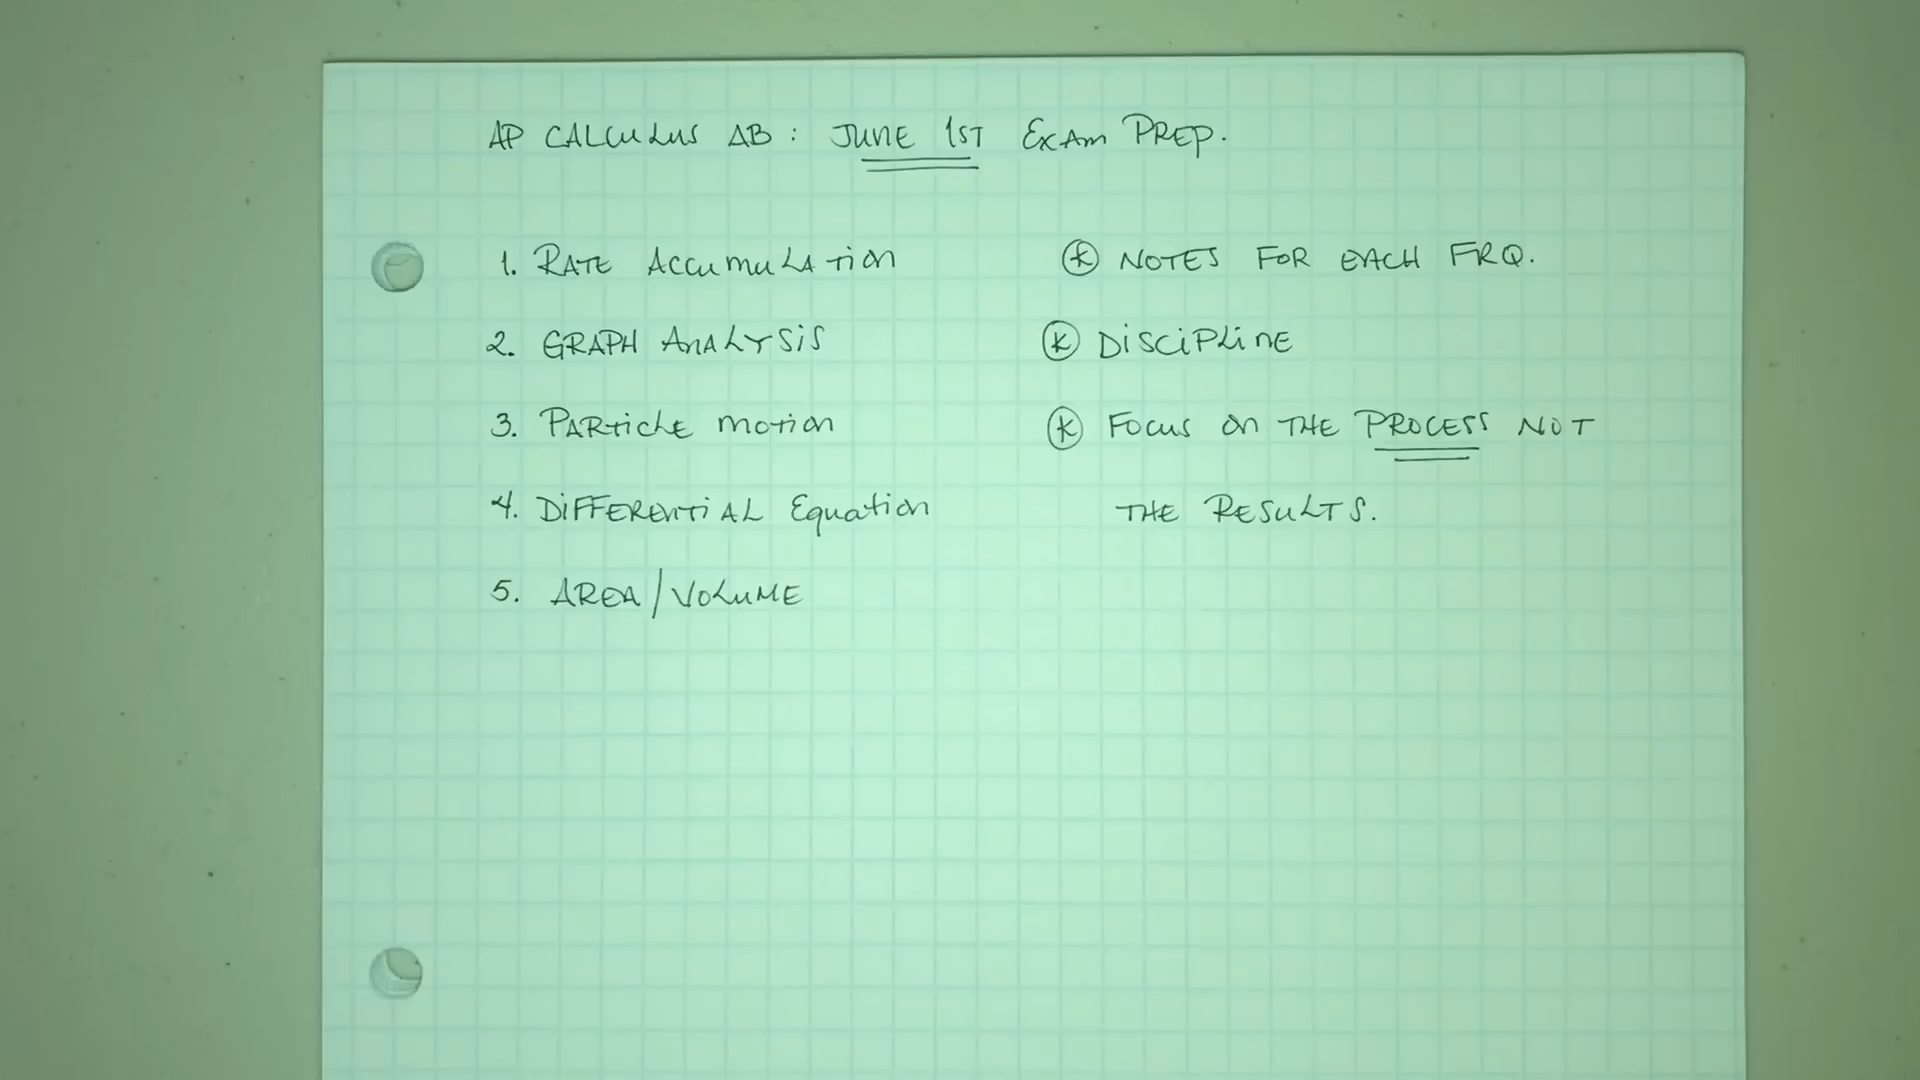 AP CALCULUS AB: JUNE 1ST EXAM PREP.
1. RATE ACCUMULATION
2. GRAPH ANALYSIS
3. PARTICLE MOTION
4. DIFFERENTIAL Equation
5. AREA/VOLUME
* NOTES FOR EACH FRQ.
* DISCIPLINE
* FOCUS ON THE PROCESS NOT
THE RESULTS.